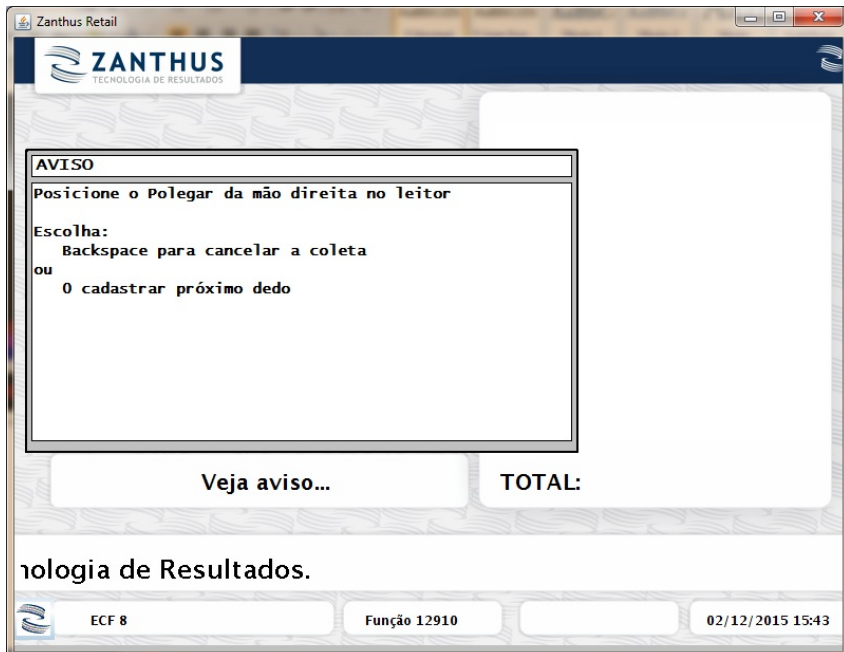 Zanthus Retail
ZANTHUS
TECNOLOGIA DE RESULTADOS
AVISO
Posicione o Polegar da mão direita no leitor
Escolha:
Backspace para cancelar a coleta
ou
0 cadastrar próximo dedo
Veja aviso...
TOTAL:
nologia de Resultados.
ECF 8
Função 12910
02/12/2015 15:43